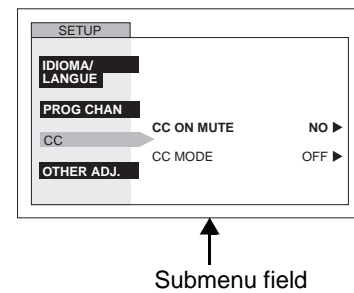 SETUP
IDIOMA/
LANGUE
PROG CHAN
CC
OTHER ADJ.
CC ON MUTE NO ▶
CC MODE OFF ▶
Submenu field